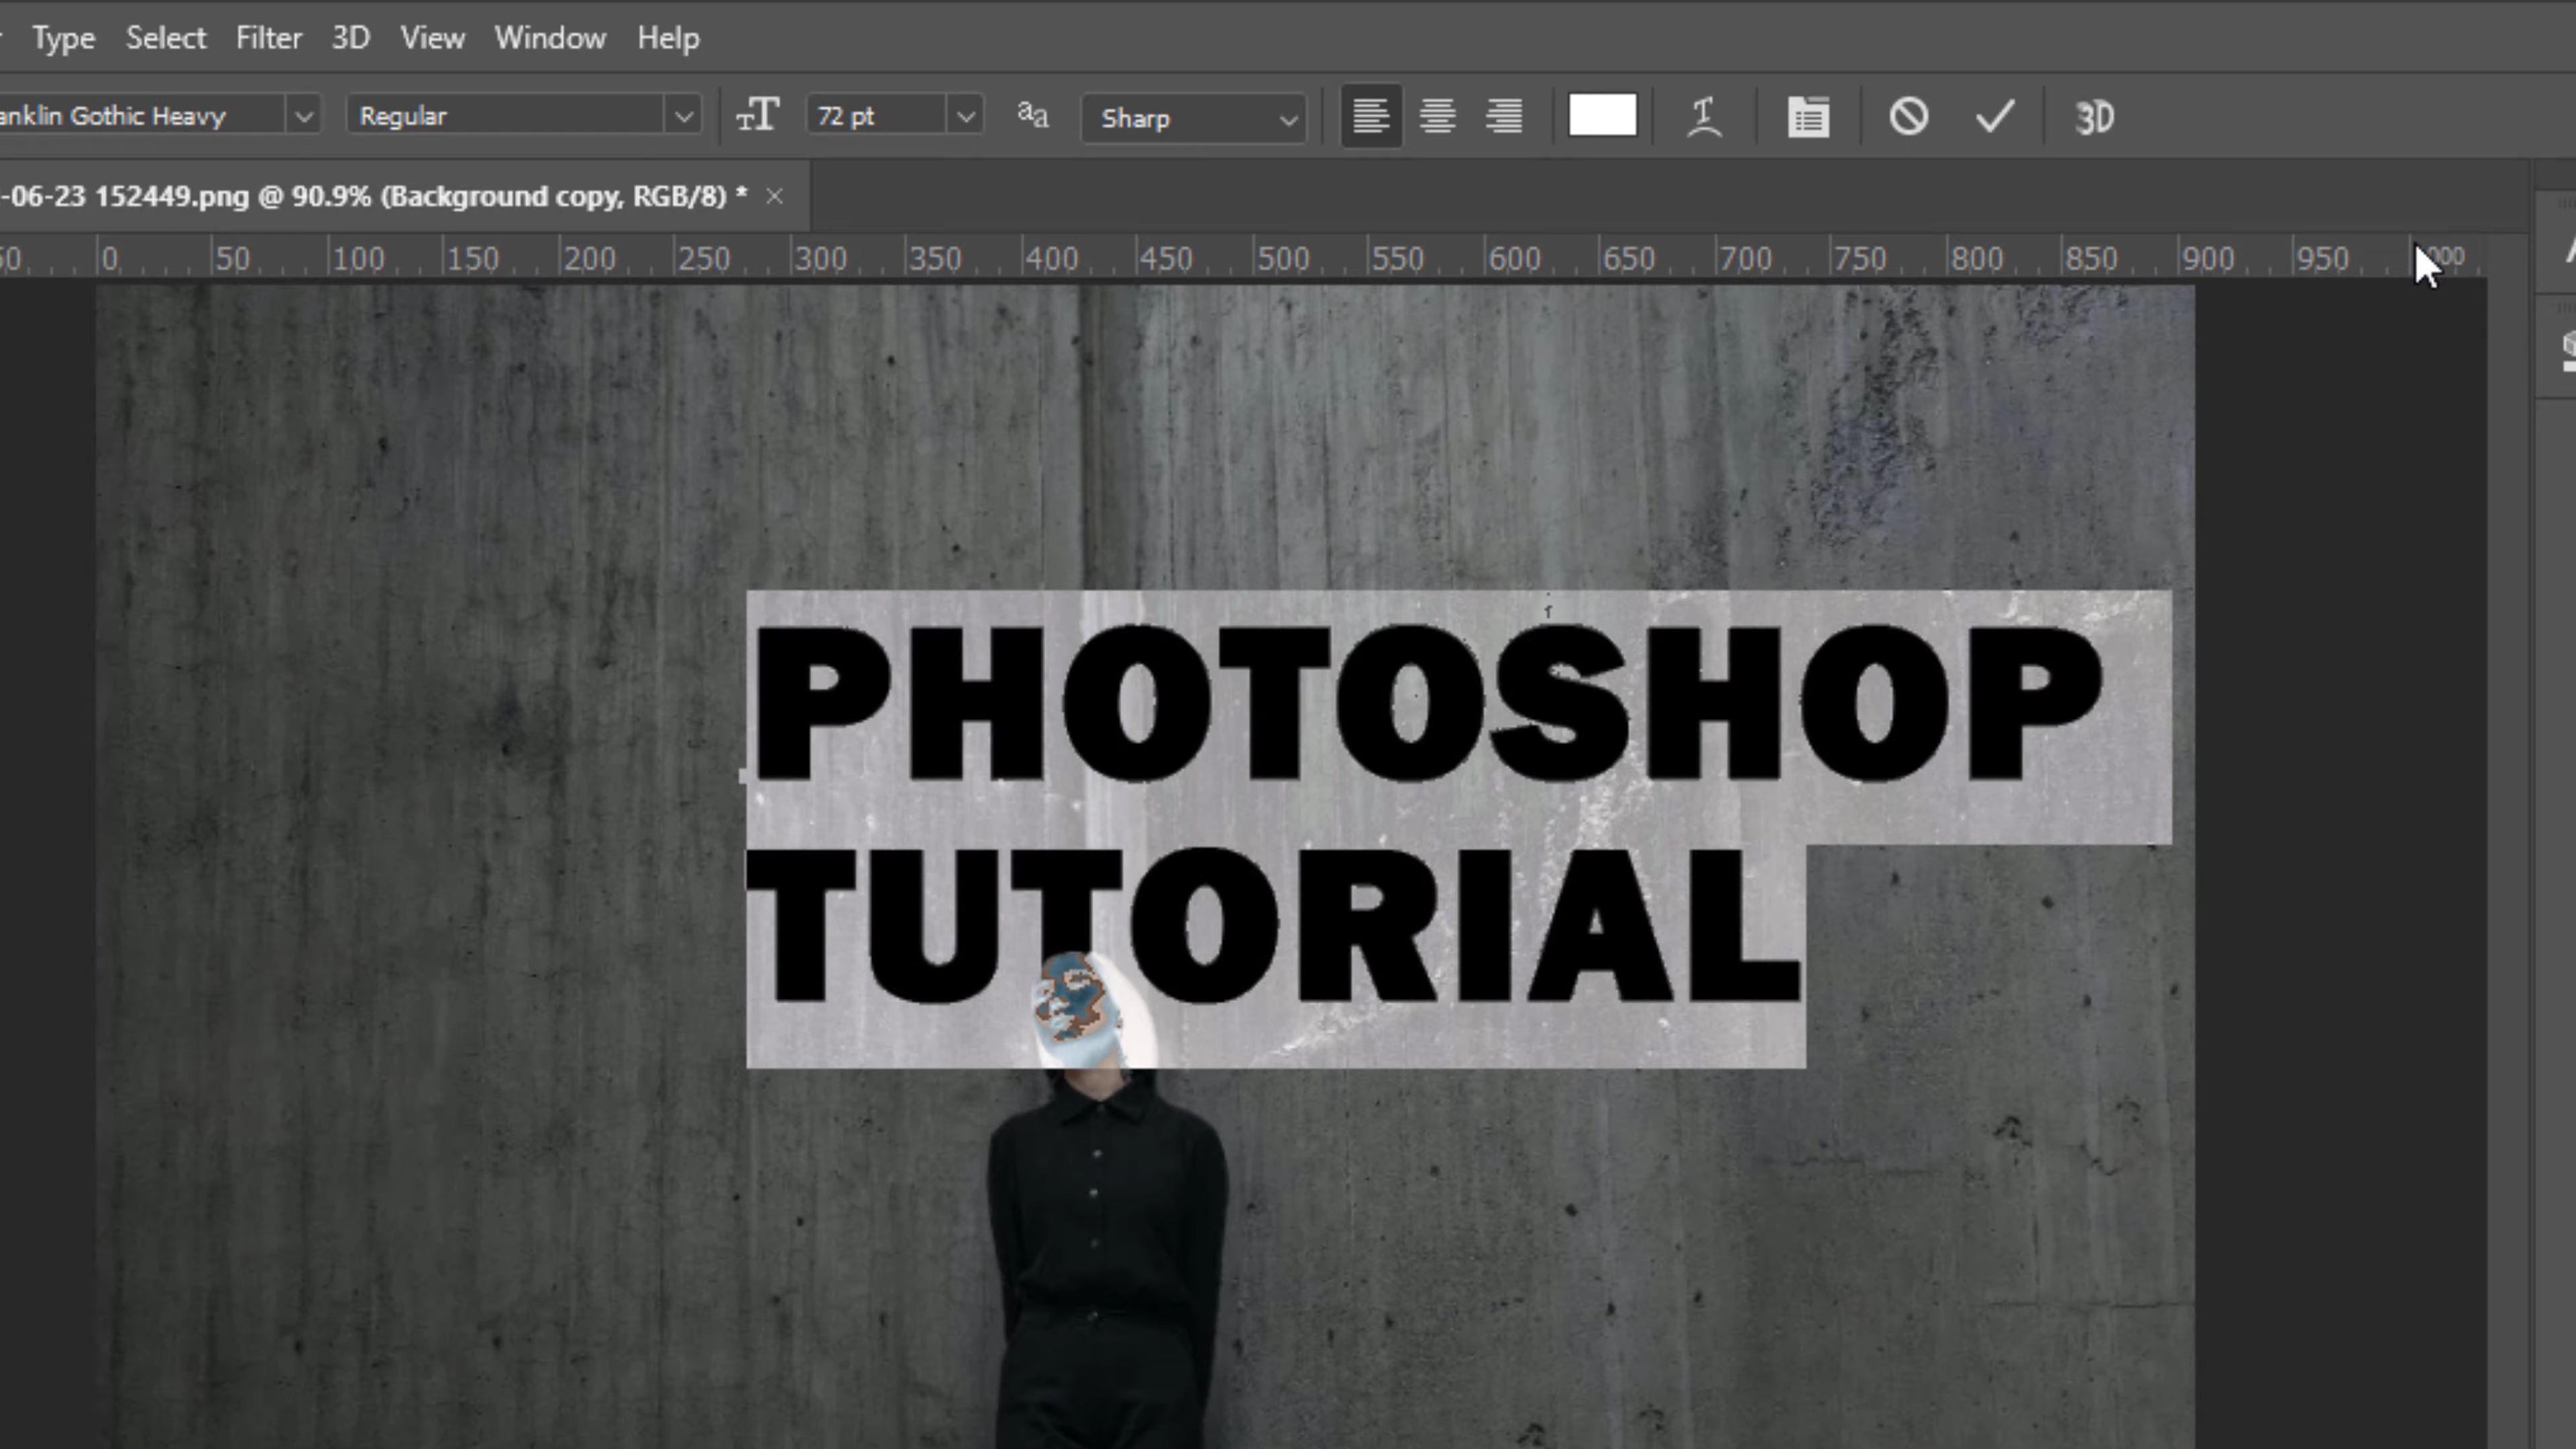 Type Select Filter 3D View Window Help
anklin Gothic Heavy Regular 72 pt aa Sharp 3D
-06-23 152449.png @ 90.9% (Background copy, RGB/8) *
0 50 100 150 200 250 300 350 400 450 500 550 600 650 700 750 800 850 900 950
PHOTOSHOP
TUTORIAL